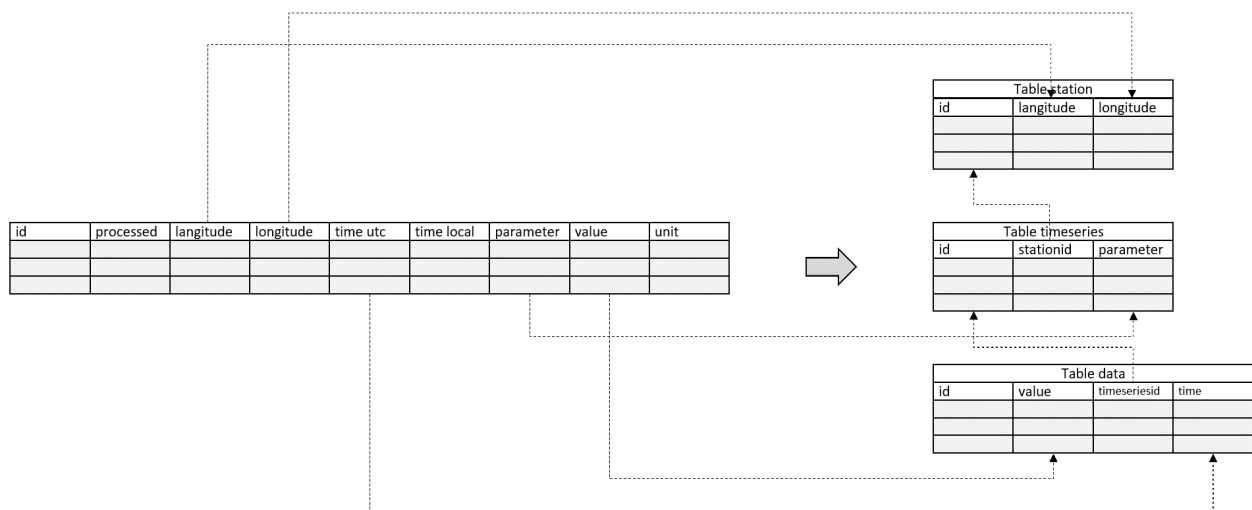 Table station
id langitude longitude
id processed langitude longitude time utc time local parameter value unit
Table timeseries
id stationid parameter
Table data
id value timeseriesid time